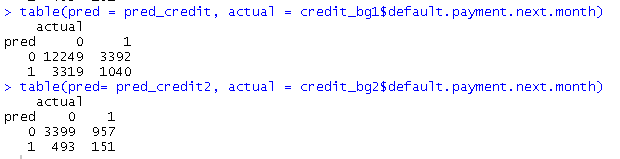 > table(pred = pred_credit, actual = credit_bg1$default.payment.next.month)
actual
pred 0 1
0 12249 3392
1 3319 1040
> table(pred= pred_credit2, actual = credit_bg2$default.payment.next.month)
actual
pred 0 1
0 3399 957
1 493 151